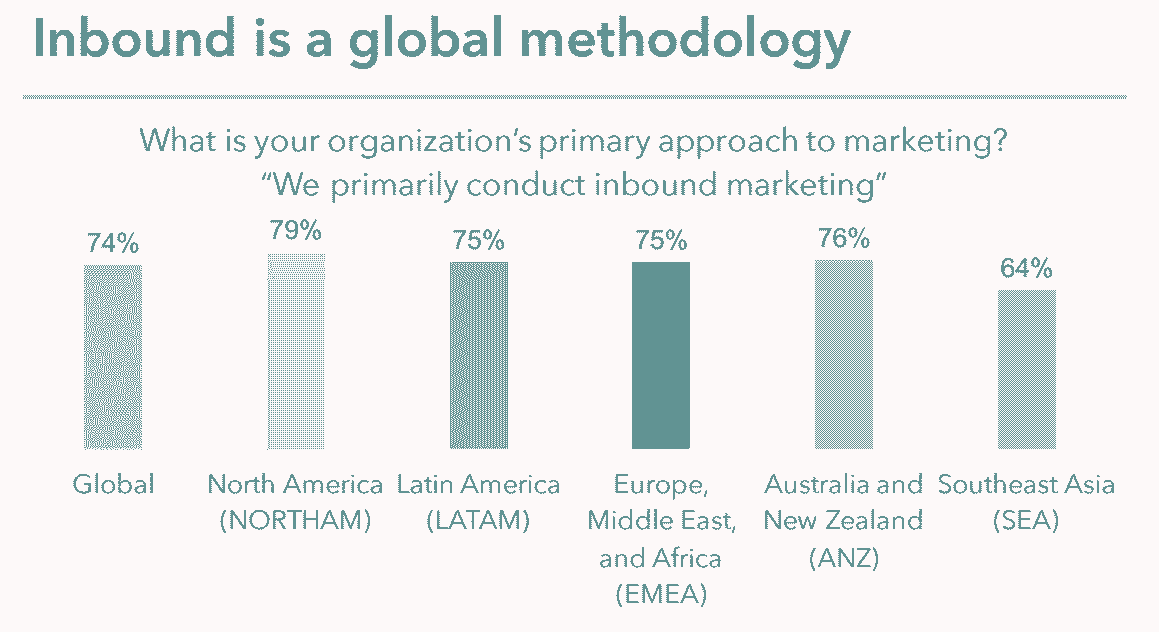 Inbound is a global methodology
What is your organization’s primary approach to marketing?
“We primarily conduct inbound marketing”
74%
79%
75%
75%
76%
64%
Global
North America
(NORTHAM)
Latin America
(LATAM)
Europe,
Middle East,
and Africa
(EMEA)
Australia and
New Zealand
(ANZ)
Southeast Asia
(SEA)